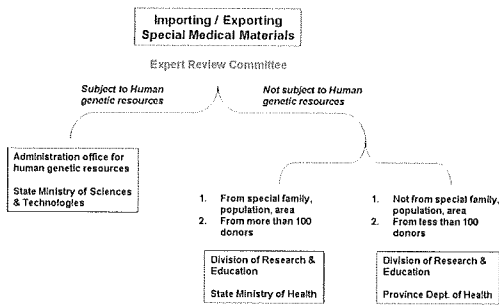 Importing / Exporting
Special Medical Materials
Expert Review Committee
Subject to Human
genetic resources
Not subject to Human
genetic resources
Administration office for
human genetic resources
State Ministry of Sciences
& Technologies
1. From special family,
population, area
2. From more than 100
donors
1. Not from special family,
population, area
2. From less than 100
donors
Division of Research &
Education
State Ministry of Health
Division of Research &
Education
Province Dept. of Health